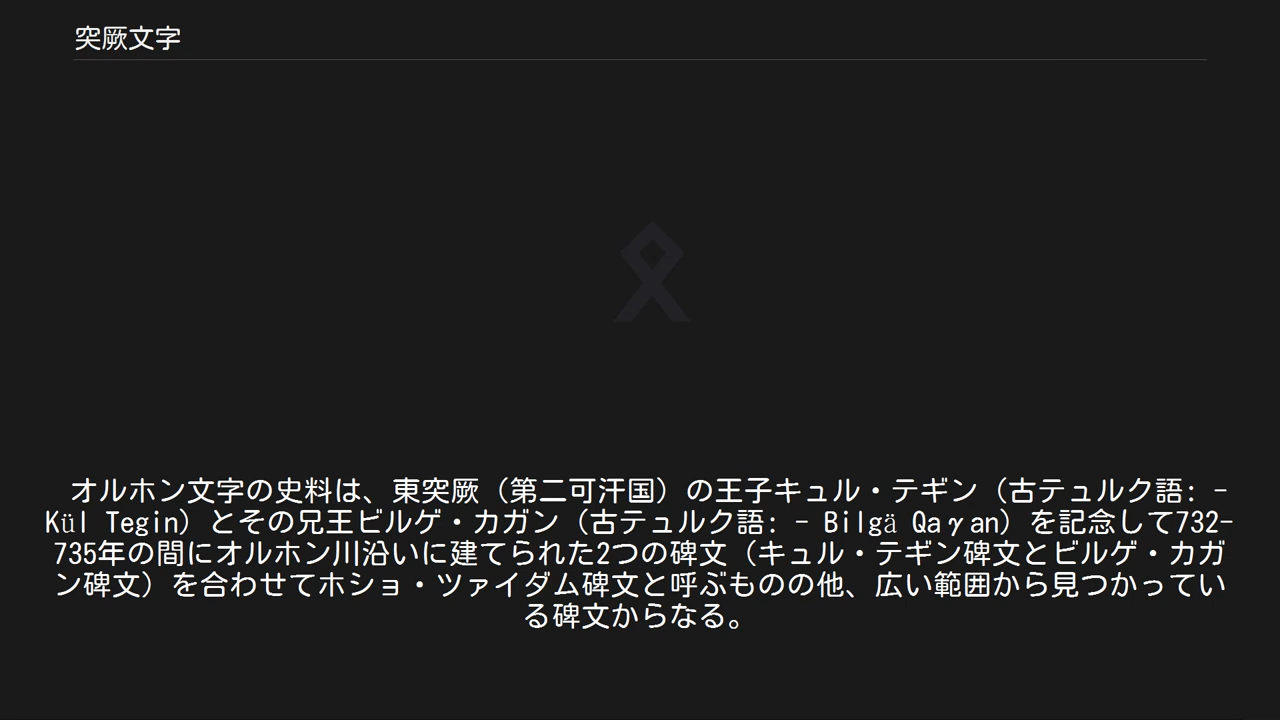 突厥文字
オルホン文字の史料は、東突厥（第二可汗国）の王子キュル・テギン（古テュルク語: -
Kül Tegin）とその兄王ビルゲ・カガン（古テュルク語: - Bilgä Qaγan）を記念して732-
735年の間にオルホン川沿いに建てられた2つの碑文（キュル・テギン碑文とビルゲ・カガ
ン碑文）を合わせてホショ・ツァイダム碑文と呼ぶものの他、広い範囲から見つかってい
る碑文からなる。